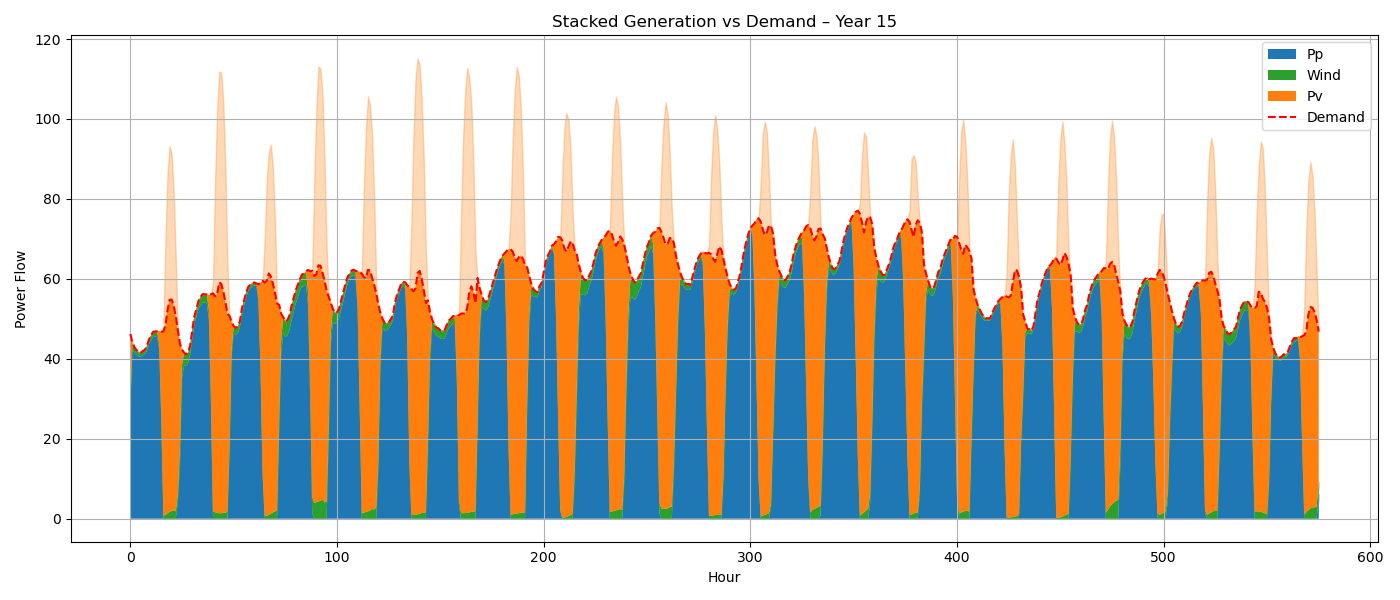 Stacked Generation vs Demand – Year 15
Power Flow
120
100
80
60
40
20
0
Pp
Wind
Pv
Demand
0 100 200 300 400 500 600
Hour